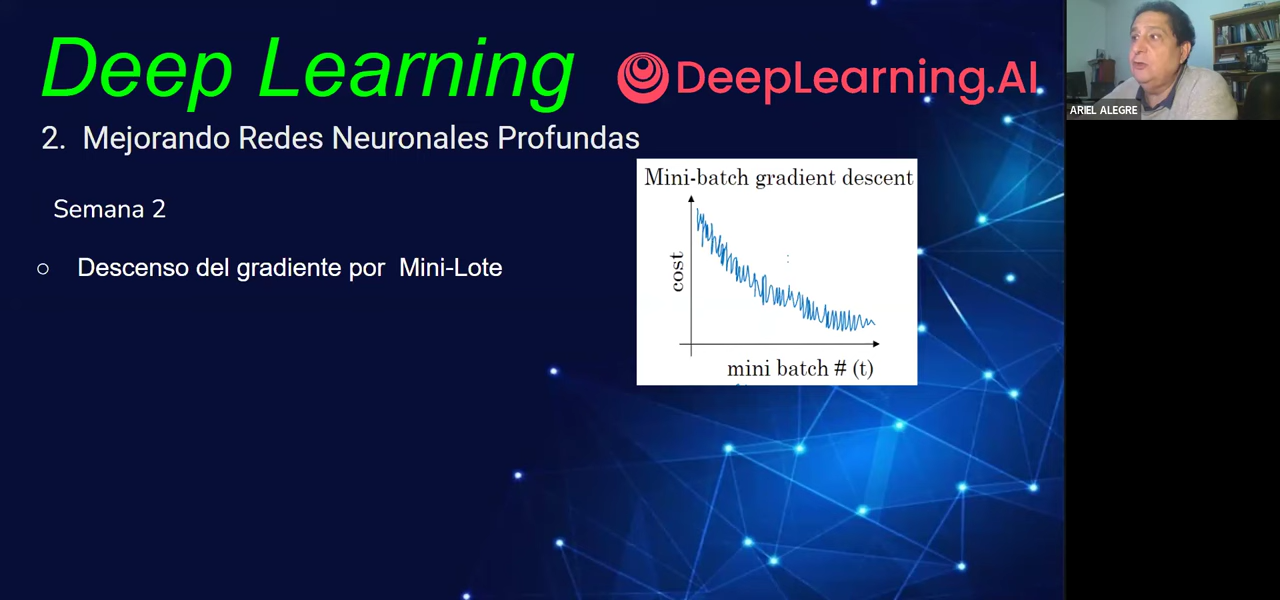 Deep Learning
DeepLearning.AI
2. Mejorando Redes Neuronales Profundas
Semana 2
○ Descenso del gradiente por Mini-Lote
Mini-batch gradient descent
cost
mini batch # (t)
ARIEL ALEGRE